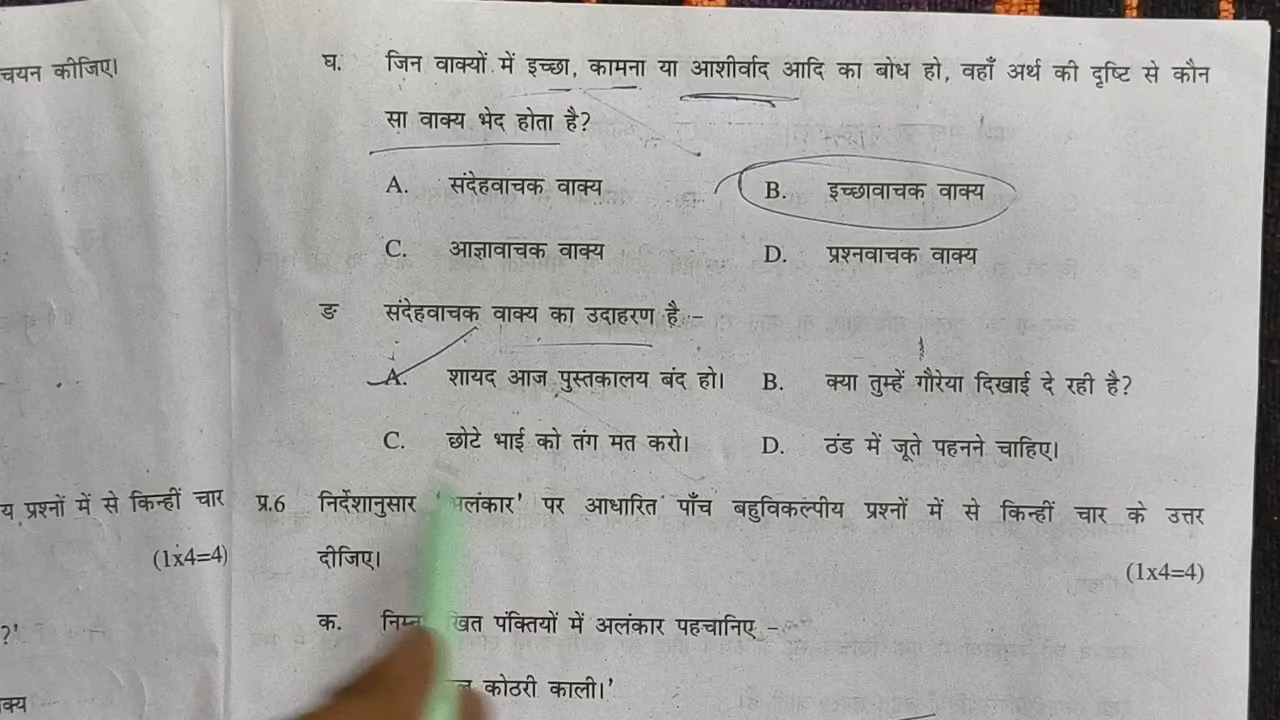 चयन कीजिए।
घ. जिन वाक्यों में इच्छा, कामना या आशीर्वाद आदि का बोध हो, वहाँ अर्थ की दृष्टि से कौन
सा वाक्य भेद होता है?
A. संदेहवाचक वाक्य B. इच्छावाचक वाक्य
C. आज्ञावाचक वाक्य D. प्रश्नवाचक वाक्य
ङ संदेहवाचक वाक्य का उदाहरण है –
A. शायद आज पुस्तकालय बंद हो। B. क्या तुम्हें गौरेया दिखाई दे रही है?
C. छोटे भाई को तंग मत करो। D. ठंड में जूते पहनने चाहिए।
य प्रश्नों में से किन्हीं चार
(1x4=4)
?'
क्य
प्र.6 निर्देशानुसार 'अलंकार' पर आधारित पाँच बहुविकल्पीय प्रश्नों में से किन्हीं चार के उत्तर
दीजिए। (1x4=4)
क. पंक्तियों में अलंकार पहचानिए –
कोठरी काली।'